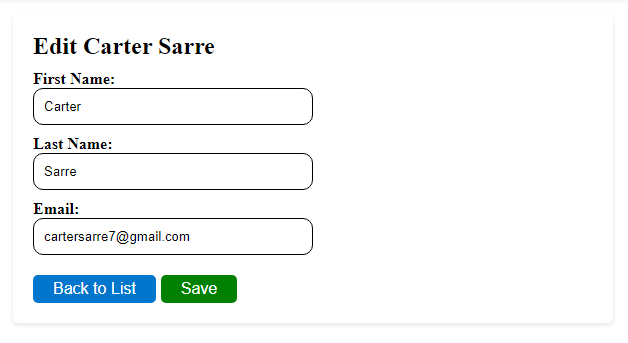 Edit Carter Sarre
First Name:
Carter
Last Name:
Sarre
Email:
cartersarre7@gmail.com
Back to List Save